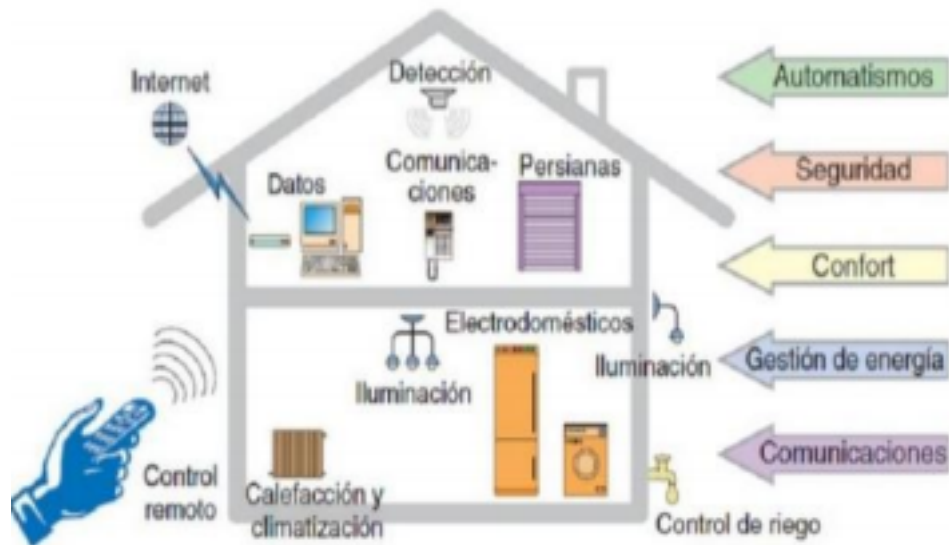 Internet
Detección
Automatismos
Datos
Comunica-
ciones
Persianas
Seguridad
Confort
Electrodomésticos
Iluminación
Iluminación
Gestión de energía
Control
remoto
Calefacción y
climatización
Comunicaciones
Control de riego